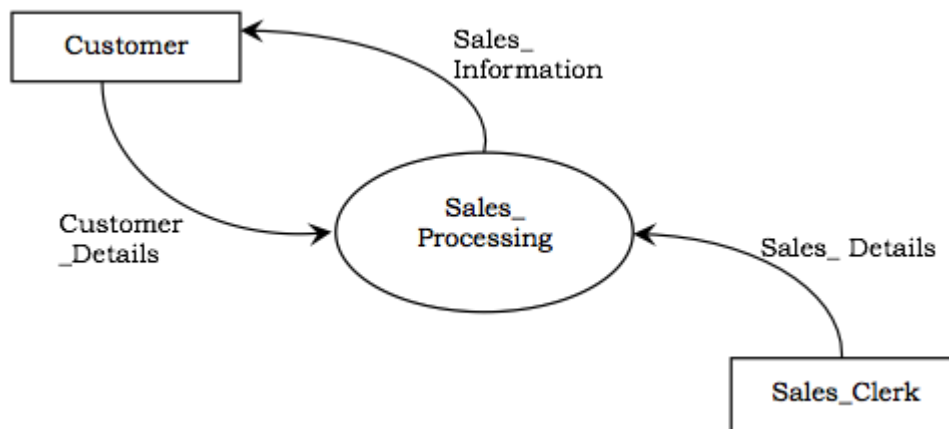 Customer
Sales_
Information
Customer
_Details
Sales_
Processing
Sales_ Details
Sales_Clerk